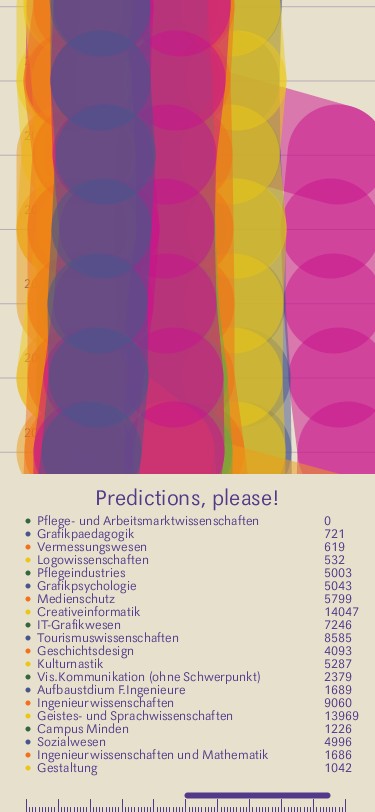 Predictions, please!
Pflege- und Arbeitsmarktwissenschaften 0
Grafikpaedagogik 721
Vermessungswesen 619
Logowissenschaften 532
Pflegeindustries 5003
Grafikpsychologie 5043
Medienschutz 5799
Creativeinformatik 14047
IT-Grafikwesen 7246
Tourismuswissenschaften 8585
Geschichtsdesign 4093
Kulturnastik 5287
Vis.Kommunikation (ohne Schwerpunkt) 2379
Aufbaustdium F.Ingenieure 1689
Ingenieurwissenschaften 9060
Geistes- und Sprachwissenschaften 13969
Campus Minden 1226
Sozialwesen 4996
Ingenieurwissenschaften und Mathematik 1686
Gestaltung 1042